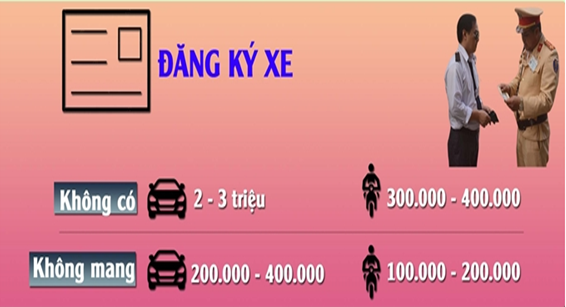 ĐĂNG KÝ XE
Không có 2 - 3 triệu 300.000 - 400.000
Không mang 200.000 - 400.000 100.000 - 200.000